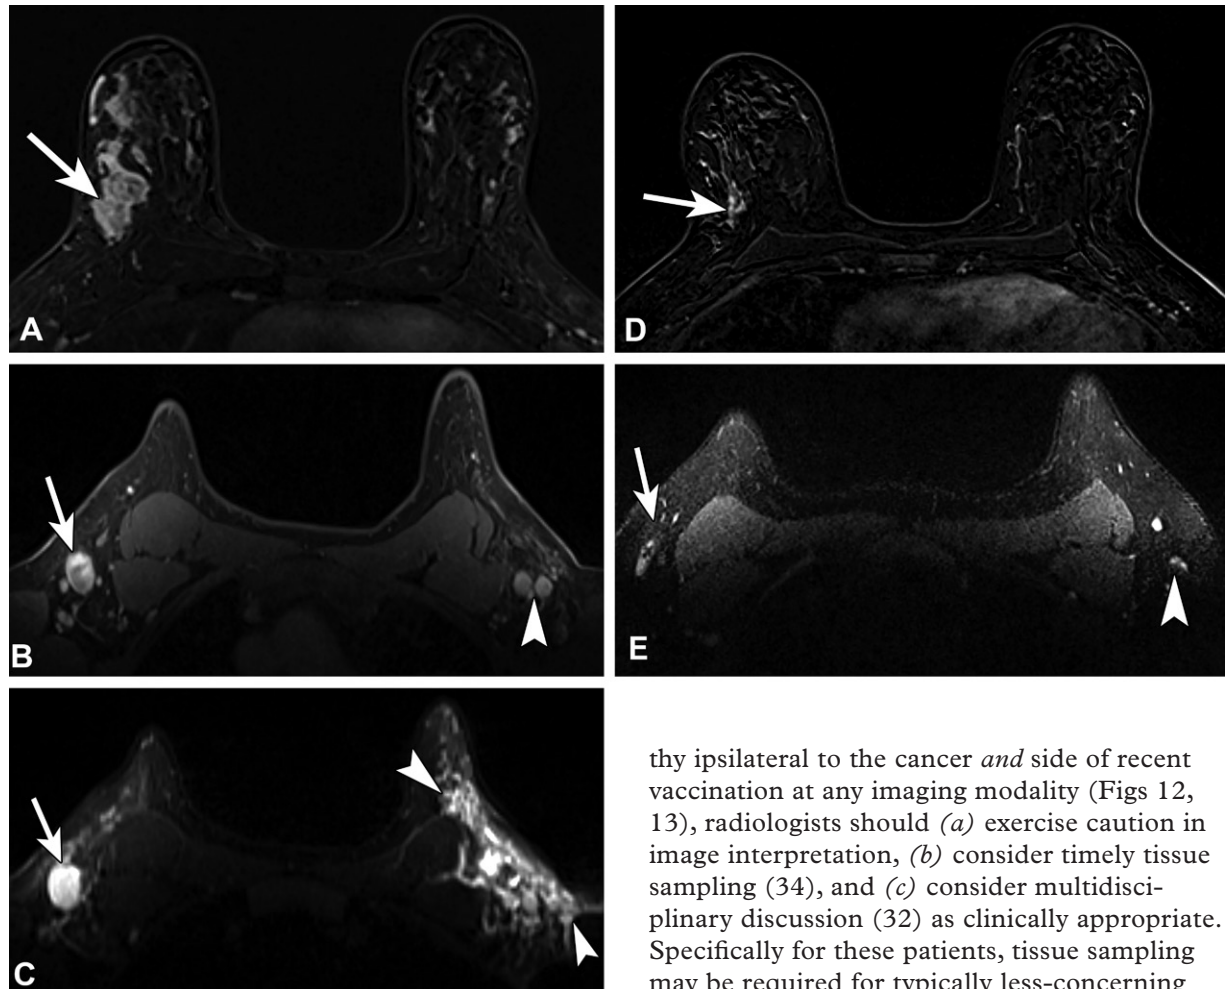 A
D
B
E
C
thy ipsilateral to the cancer and side of recent
vaccination at any imaging modality (Figs 12,
13), radiologists should (a) exercise caution in
image interpretation, (b) consider timely tissue
sampling (34), and (c) consider multidisci-
plinary discussion (32) as clinically appropriate.
Specifically for these patients, tissue sampling
may be required for typically less-concerning